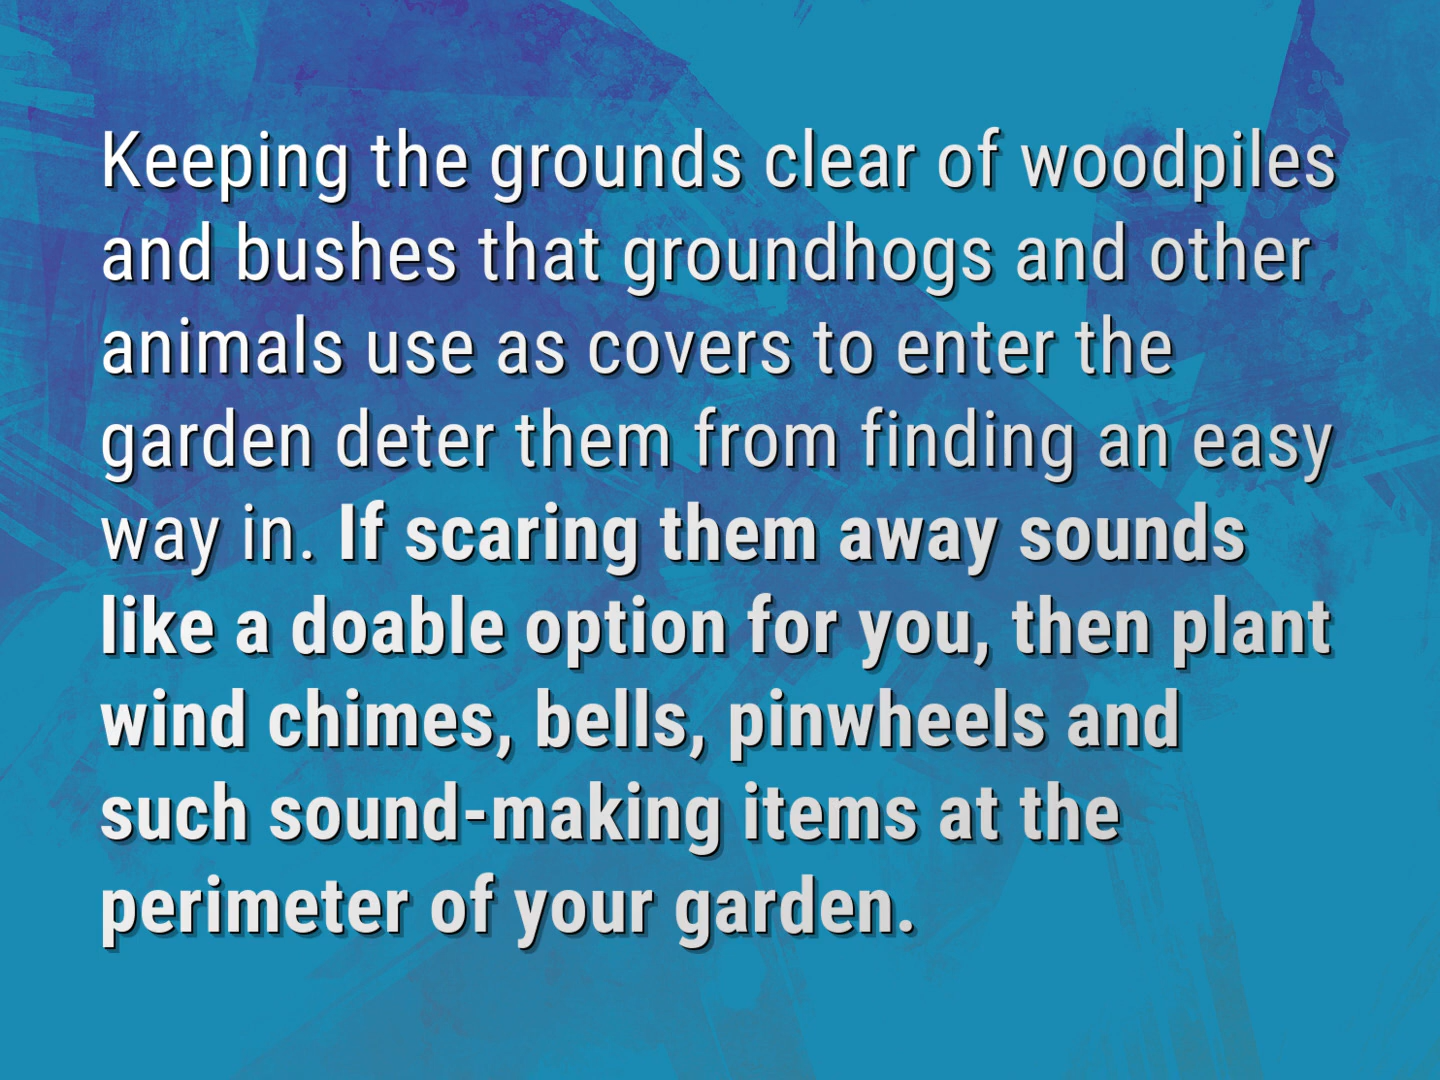 Keeping the grounds clear of woodpiles
and bushes that groundhogs and other
animals use as covers to enter the
garden deter them from finding an easy
way in. If scaring them away sounds
like a doable option for you, then plant
wind chimes, bells, pinwheels and
such sound-making items at the
perimeter of your garden.